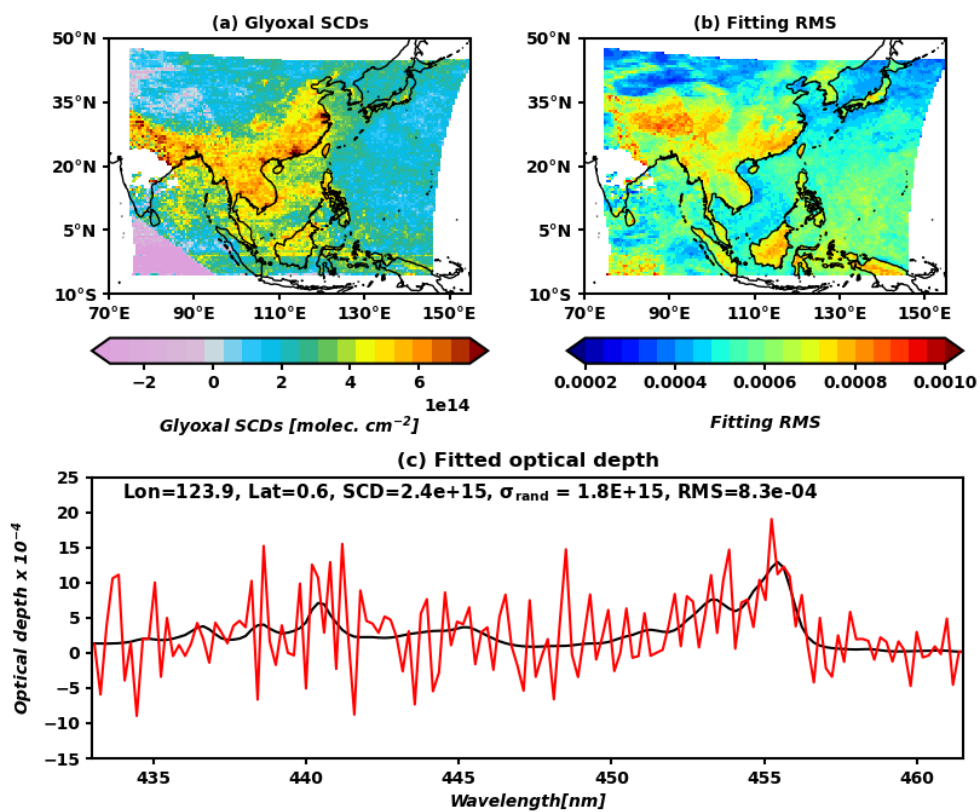 (a) Glyoxal SCDs
(b) Fitting RMS
50°N
35°N
20°N
5°N
10°S
70°E 90°E 110°E 130°E 150°E
50°N
35°N
20°N
5°N
10°S
70°E 90°E 110°E 130°E 150°E
−2 0 2 4 6
1e14
Glyoxal SCDs [molec. cm⁻²]
0.0002 0.0004 0.0006 0.0008 0.0010
Fitting RMS
(c) Fitted optical depth
Lon=123.9, Lat=0.6, SCD=2.4e+15, σrand = 1.8E+15, RMS=8.3e-04
25
20
15
10
5
0
−5
−10
−15
Optical depth x 10⁻⁴
435 440 445 450 455 460
Wavelength[nm]